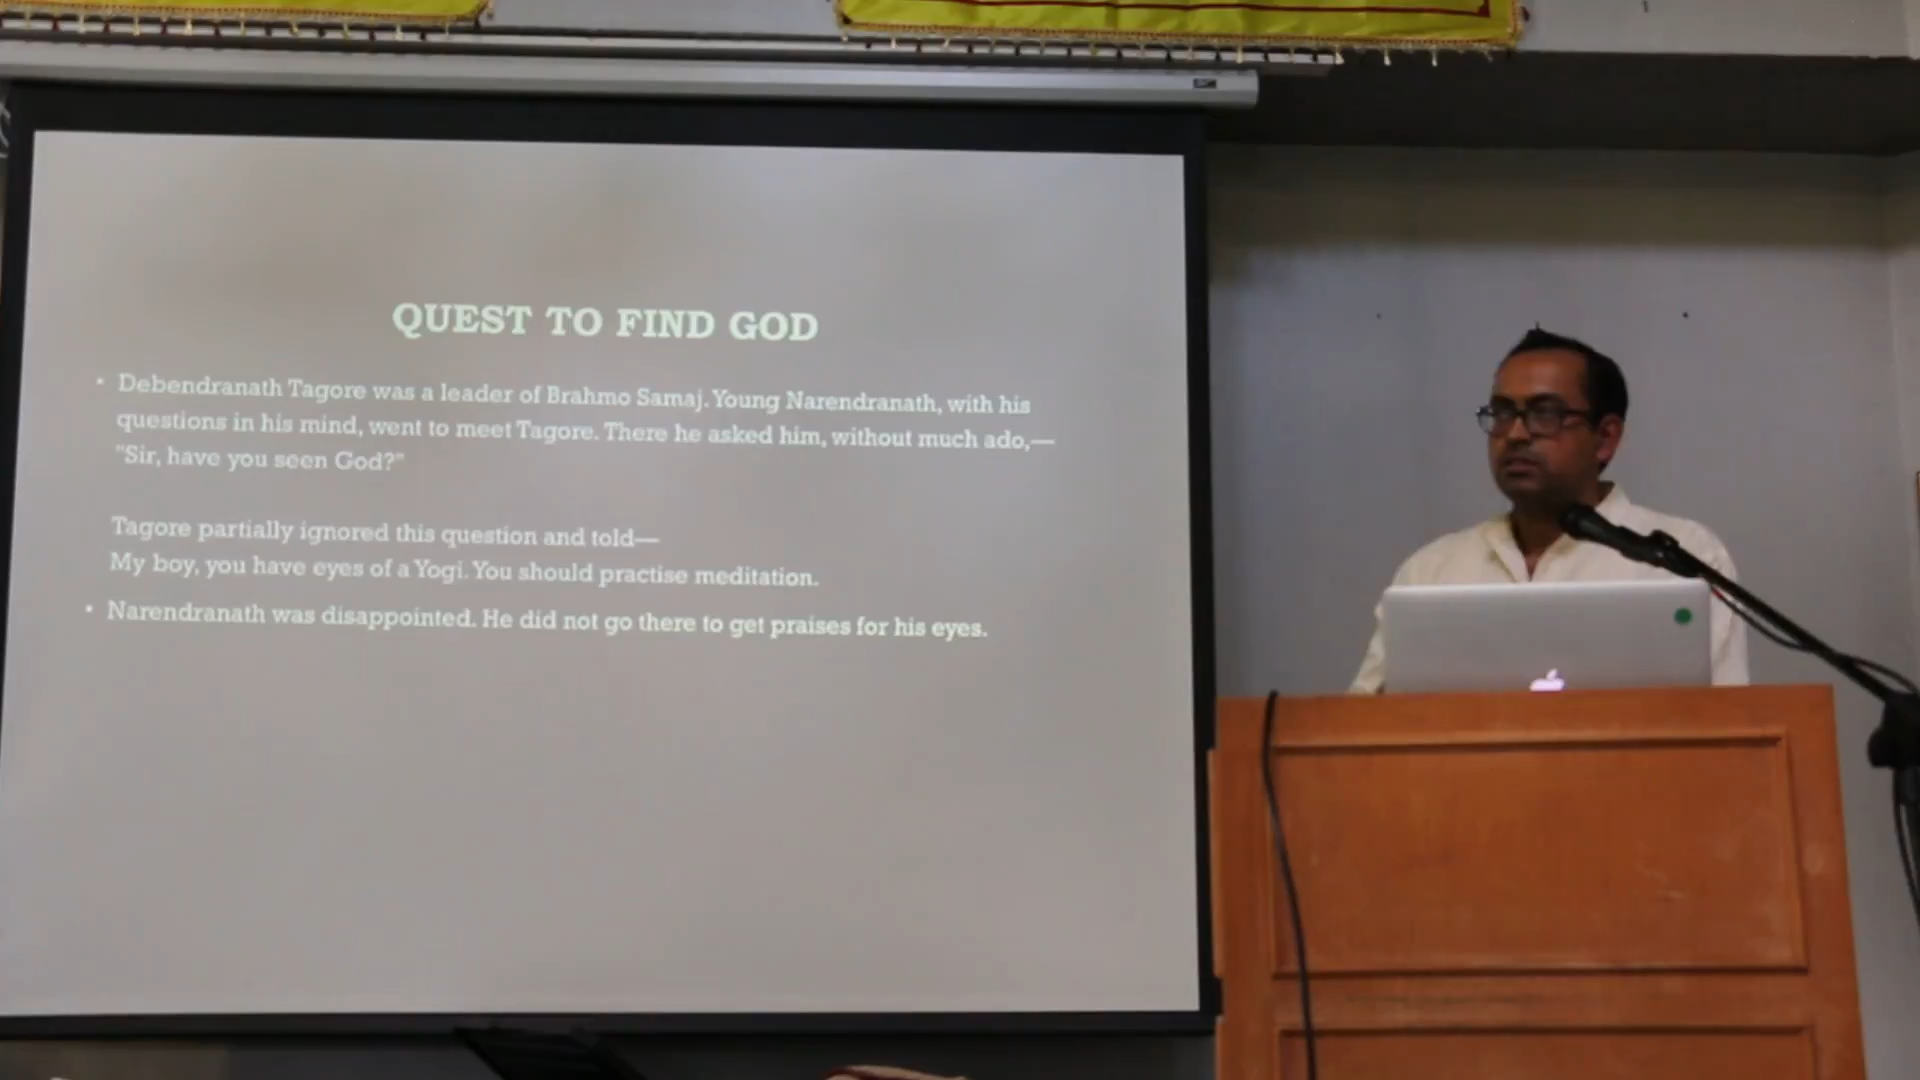 QUEST TO FIND GOD
• Debendranath Tagore was a leader of Brahmo Samaj. Young Narendranath, with his
questions in his mind, went to meet Tagore. There he asked him, without much ado,—
"Sir, have you seen God?"
Tagore partially ignored this question and told—
My boy, you have eyes of a Yogi. You should practise meditation.
• Narendranath was disappointed. He did not go there to get praises for his eyes.